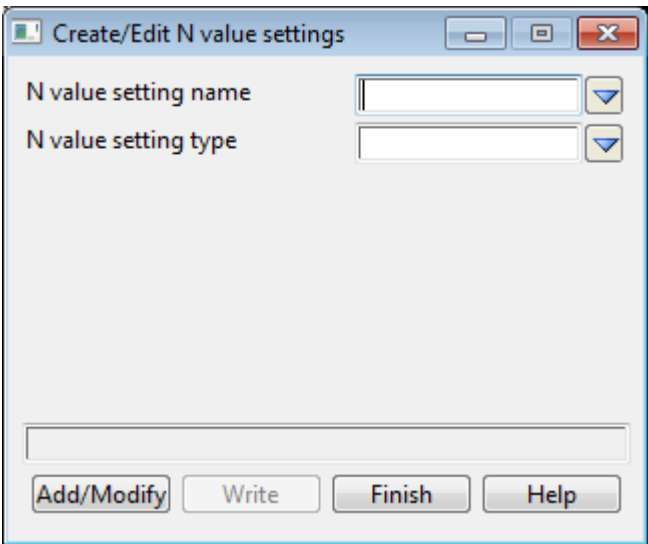 Create/Edit N value settings
N value setting name
N value setting type
Add/Modify Write Finish Help